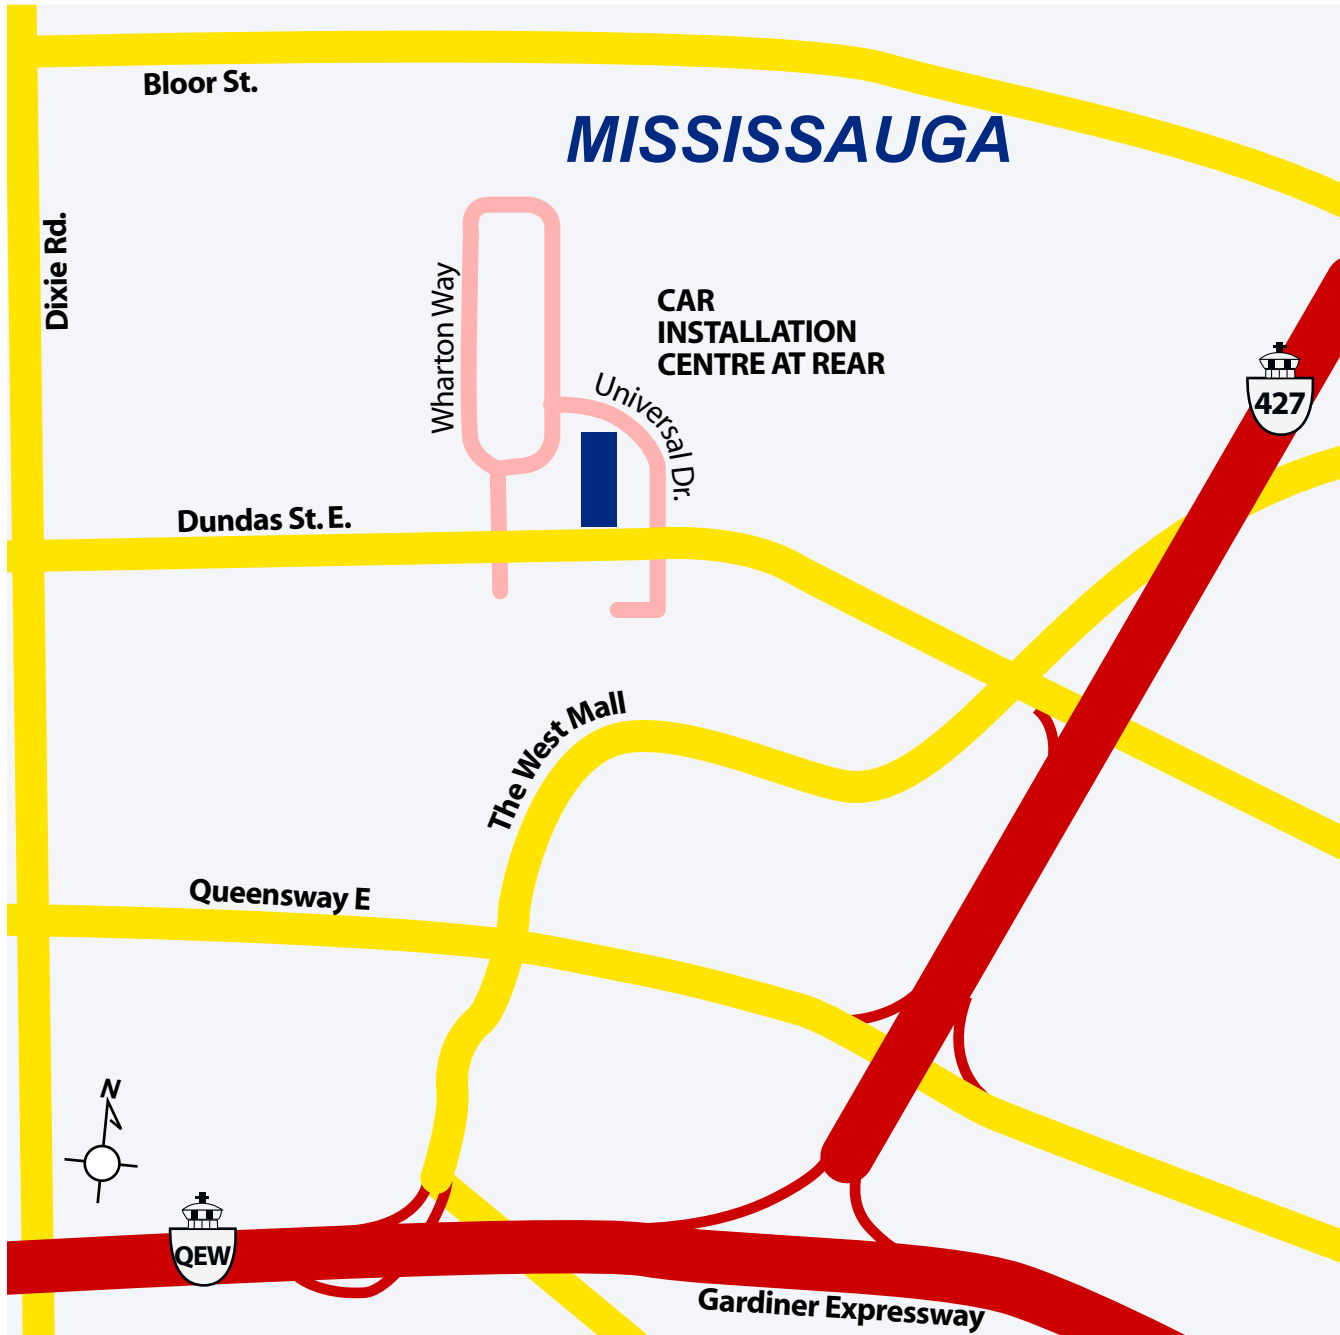 Bloor St.
MISSISSAUGA
Dixie Rd.
Wharton Way
CAR
INSTALLATION
CENTRE AT REAR
Universal Dr.
427
Dundas St. E.
The West Mall
Queensway E
N
QEW
Gardiner Expressway